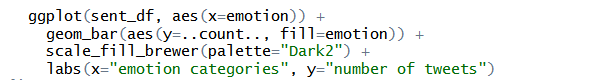 ggplot(sent_df, aes(x=emotion)) +
geom_bar(aes(y=..count.., fill=emotion)) +
scale_fill_brewer(palette="Dark2") +
labs(x="emotion categories", y="number of tweets")